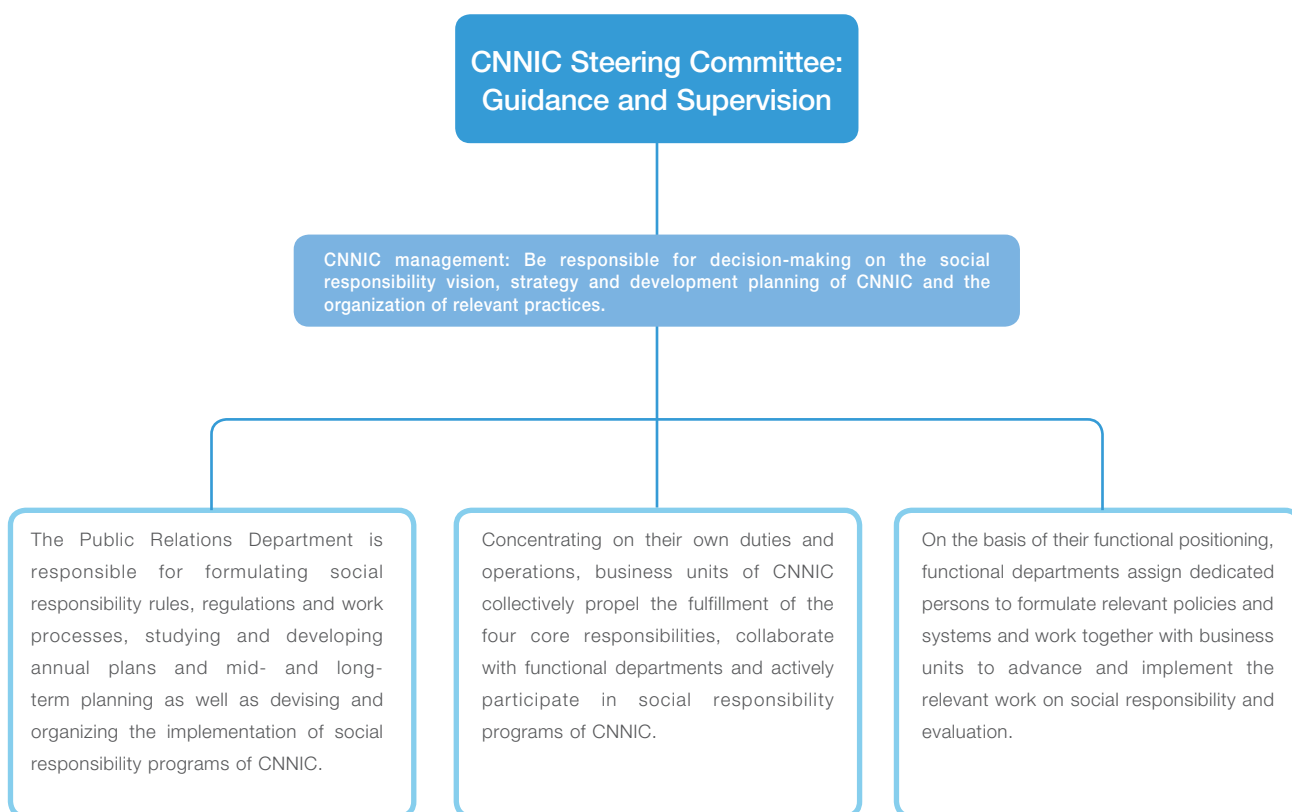 CNNIC Steering Committee:
Guidance and Supervision
CNNIC management: Be responsible for decision-making on the social
responsibility vision, strategy and development planning of CNNIC and the
organization of relevant practices.
The Public Relations Department is
responsible for formulating social
responsibility rules, regulations and work
processes, studying and developing
annual plans and mid- and long-
term planning as well as devising and
organizing the implementation of social
responsibility programs of CNNIC.
Concentrating on their own duties and
operations, business units of CNNIC
collectively propel the fulfillment of the
four core responsibilities, collaborate
with functional departments and actively
participate in social responsibility
programs of CNNIC.
On the basis of their functional positioning,
functional departments assign dedicated
persons to formulate relevant policies and
systems and work together with business
units to advance and implement the
relevant work on social responsibility and
evaluation.